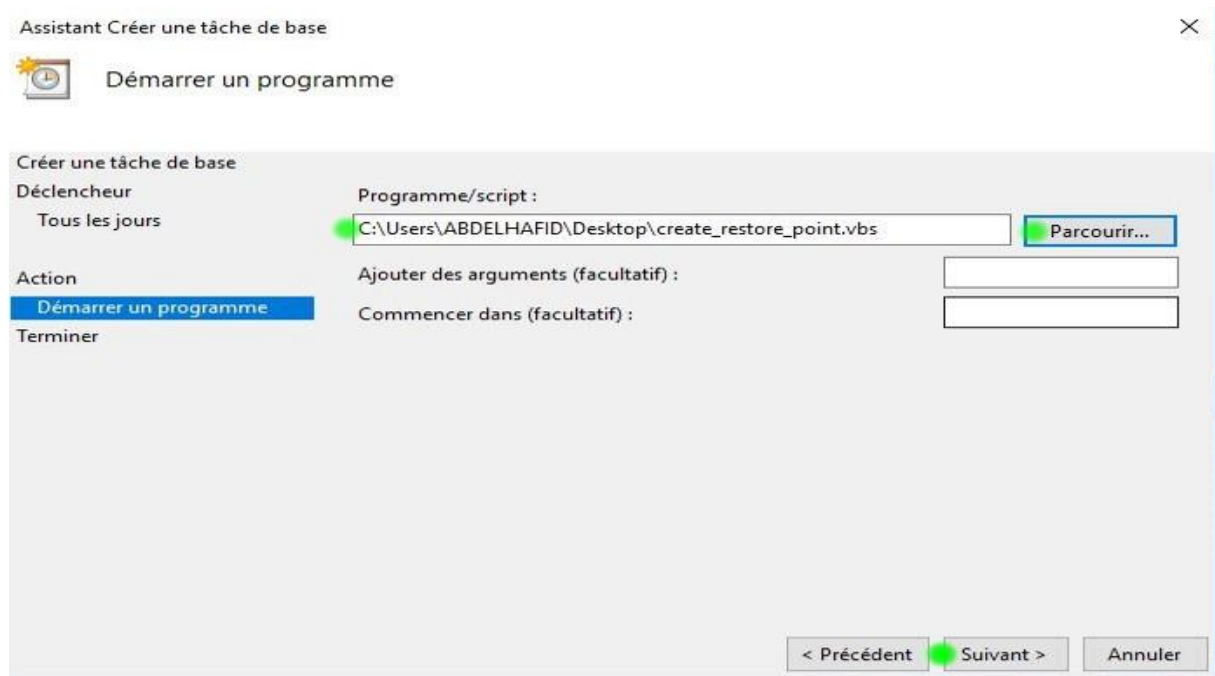 Assistant Créer une tâche de base
Démarrer un programme
Créer une tâche de base
Déclencheur
Tous les jours
Action
Démarrer un programme
Terminer
Programme/script :
C:\Users\ABDELHAFID\Desktop\create_restore_point.vbs
Parcourir...
Ajouter des arguments (facultatif) :
Commencer dans (facultatif) :
< Précédent
Suivant >
Annuler